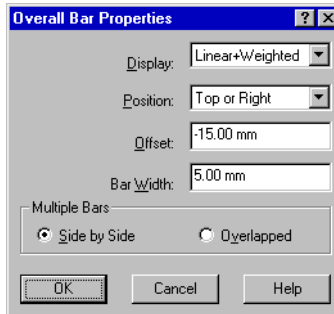 Overall Bar Properties
Display: Linear+Weighted
Position: Top or Right
Offset: -15.00 mm
Bar Width: 5.00 mm
Multiple Bars
Side by Side Overlapped
OK Cancel Help